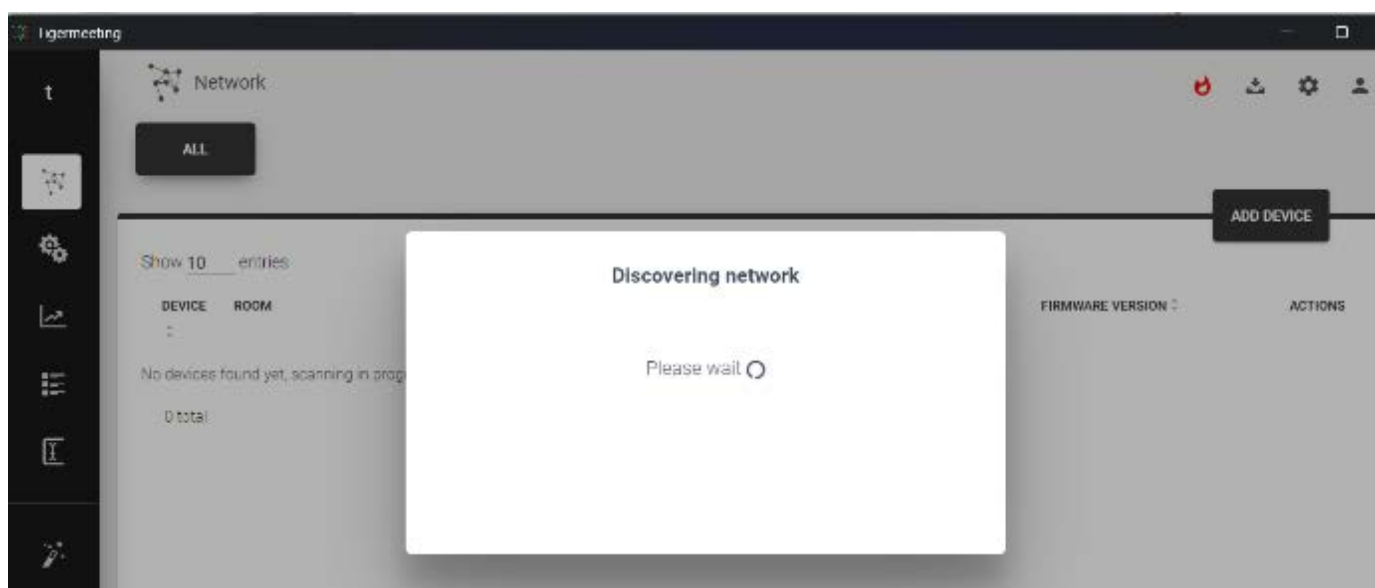 Tigermeeting
t
Network
ALL
ADD DEVICE
Show 10 entries
DEVICE ROOM FIRMWARE VERSION ACTIONS
No devices found yet, scanning in prog
0 total
Discovering network
Please wait